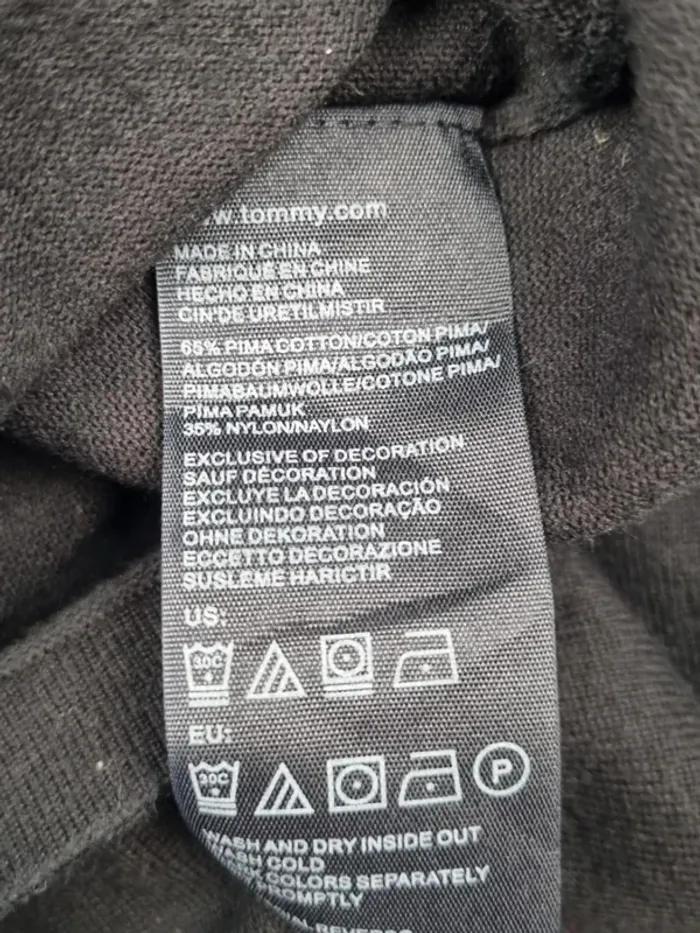 w.tommy.com
MADE IN CHINA
FABRIQUE EN CHINE
HECHO EN CHINA
CIN'DE URETILMISTIR
65% PIMA COTTON/COTON PIMA/
ALGODÓN PIMA/ALGODÃO PIMA/
PIMABAUMWOLLE/COTONE PIMA/
PIMA PAMUK
35% NYLON/NAYLON
EXCLUSIVE OF DECORATION
SAUF DÉCORATION
EXCLUYE LA DECORACIÓN
EXCLUINDO DECORAÇÃO
OHNE DEKORATION
ECCETTO DECORAZIONE
SUSLEME HARICTIR
US:
30C
EU:
30C
P
WASH AND DRY INSIDE OUT
WASH COLD
COLORS SEPARATELY
PROMPTLY
REVERSO